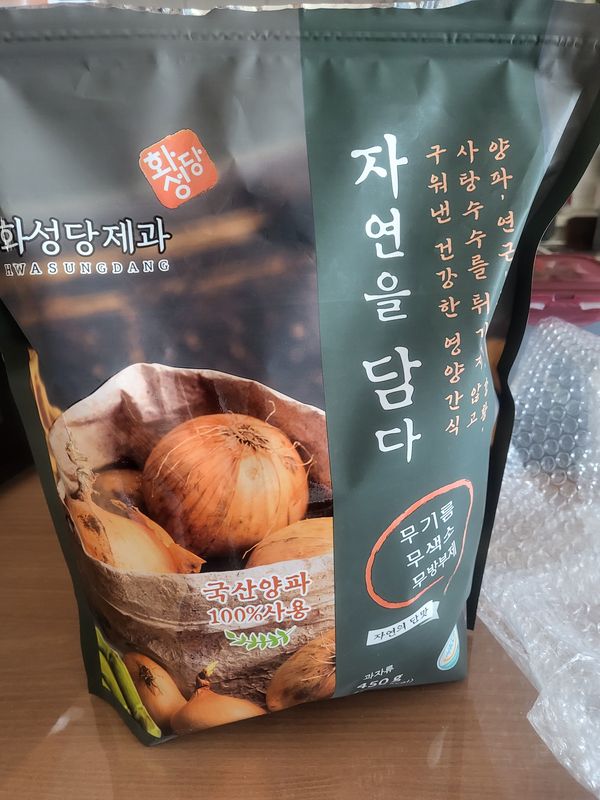 화성당
화성당제과
HWASUNGDANG
자연을 담다
양파, 연근
사탕수수를 튀기지
구워낸 건강한 영양간식
무기름
무색소
무방부제
자연의 단맛
국산양파
100%사용
과자류
450 g